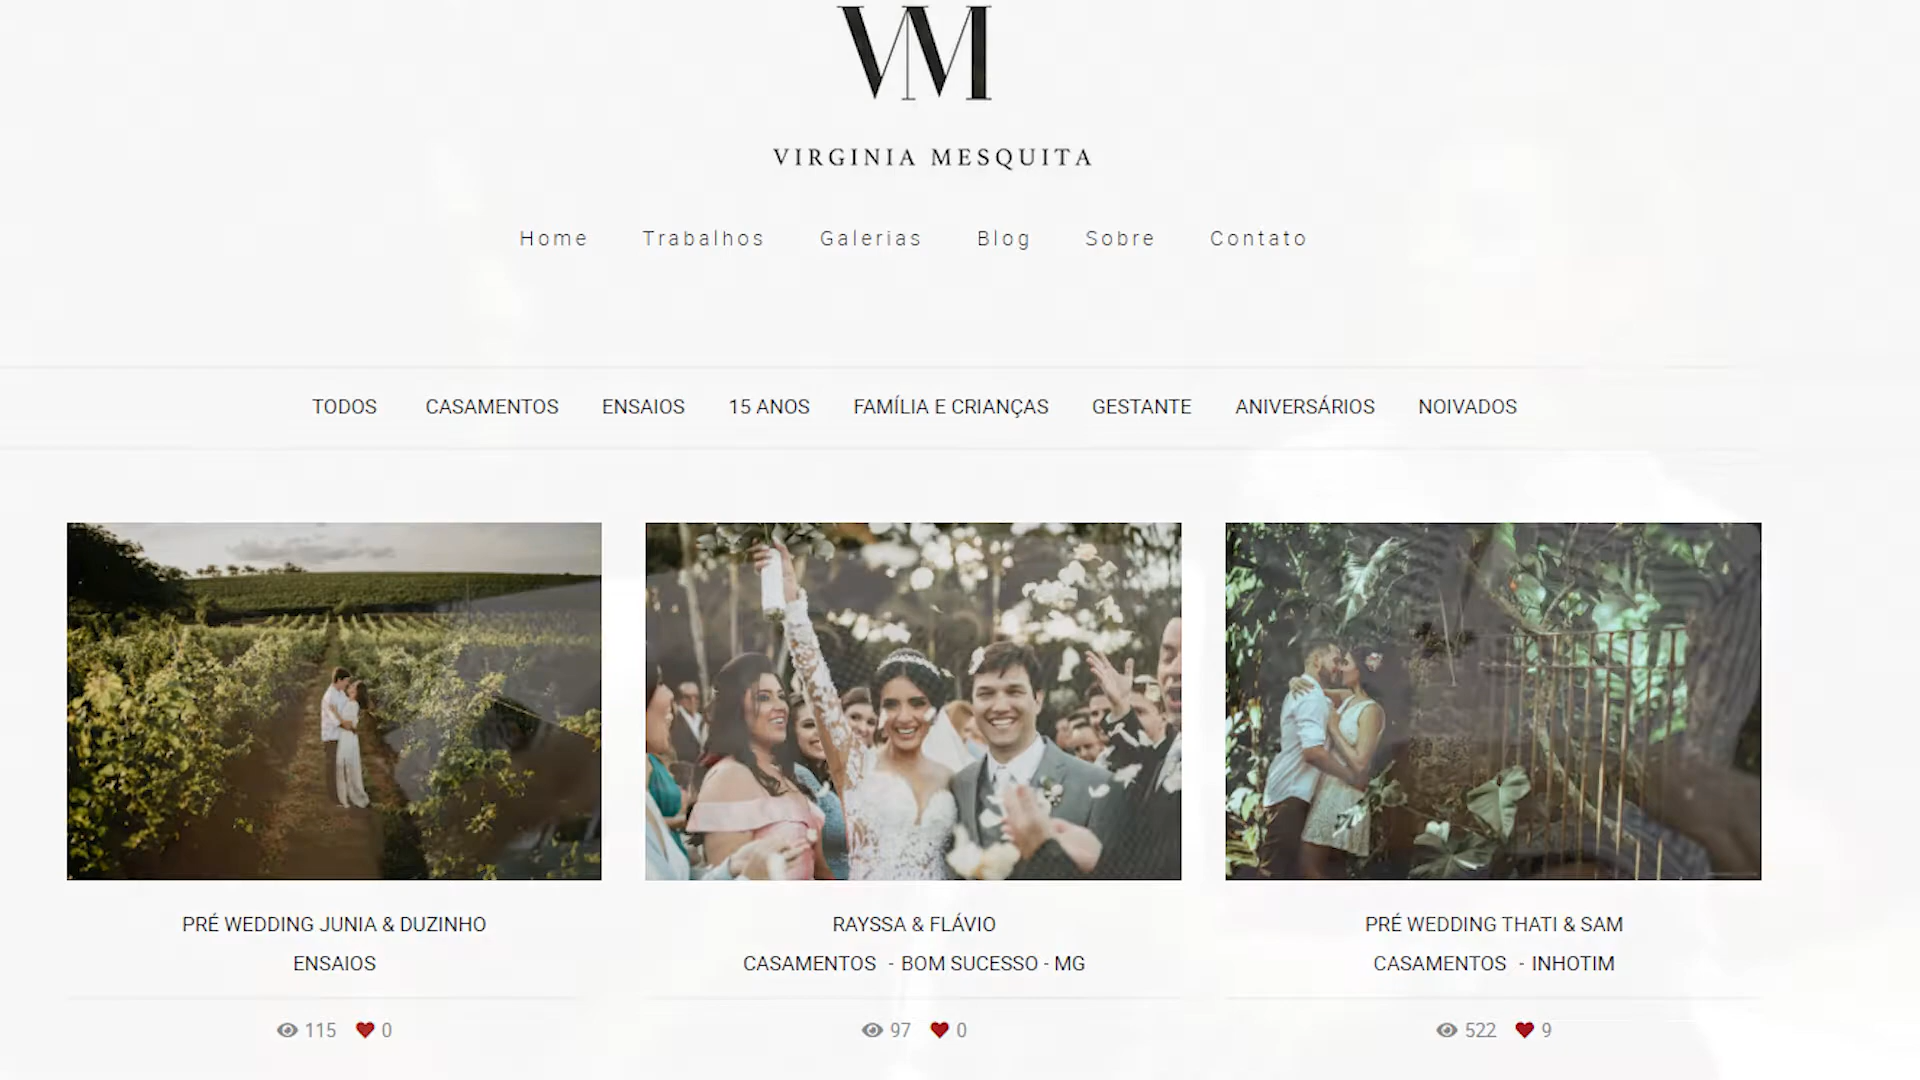 VM
VIRGINIA MESQUITA
Home Trabalhos Galerias Blog Sobre Contato
TODOS CASAMENTOS ENSAIOS 15 ANOS FAMÍLIA E CRIANÇAS GESTANTE ANIVERSÁRIOS NOIVADOS
PRÉ WEDDING JUNIA & DUZINHO
ENSAIOS
115 0
RAYSSA & FLÁVIO
CASAMENTOS - BOM SUCESSO - MG
97 0
PRÉ WEDDING THATI & SAM
CASAMENTOS - INHOTIM
522 9